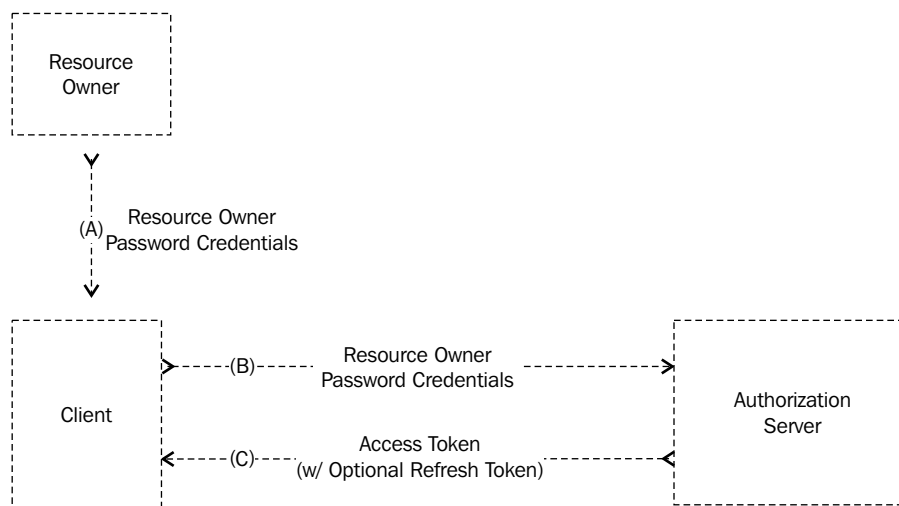 Resource
Owner
(A)
Resource Owner
Password Credentials
Client
(B)
Resource Owner
Password Credentials
(C)
Access Token
(w/ Optional Refresh Token)
Authorization
Server